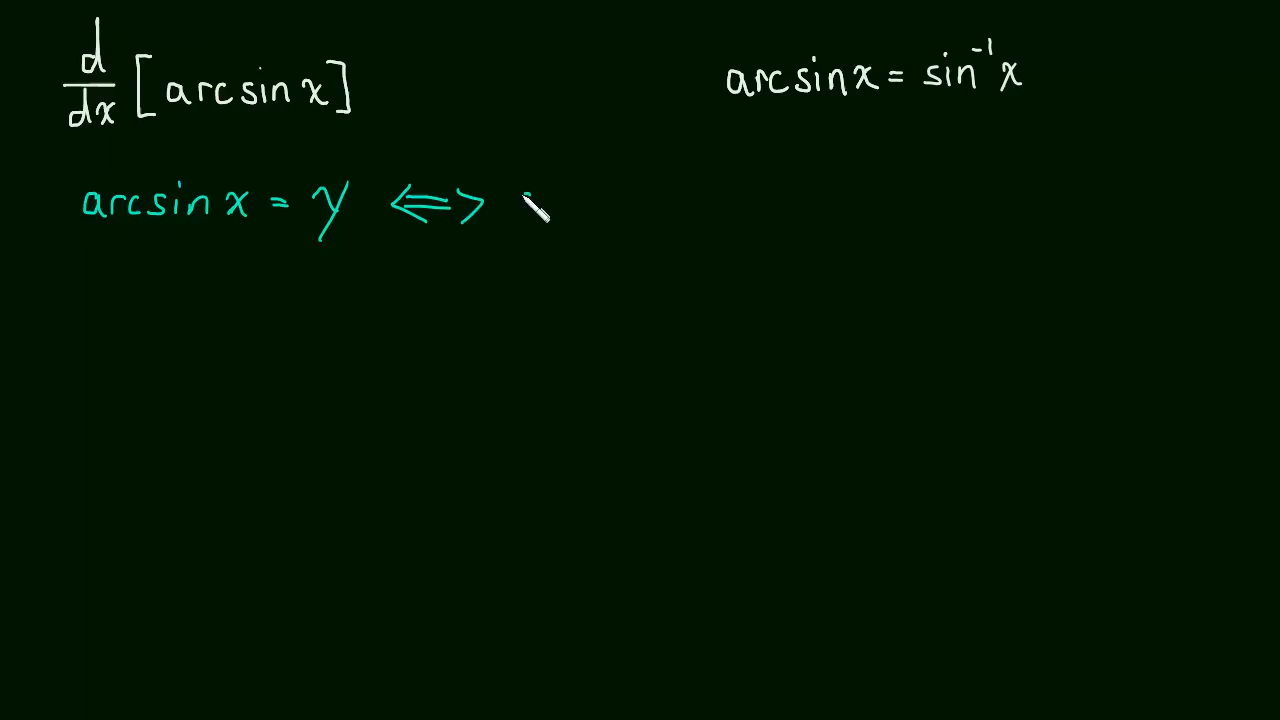 d/dx [arcsin x]
arcsin x = sin⁻¹ x
arcsin x = y ⟺